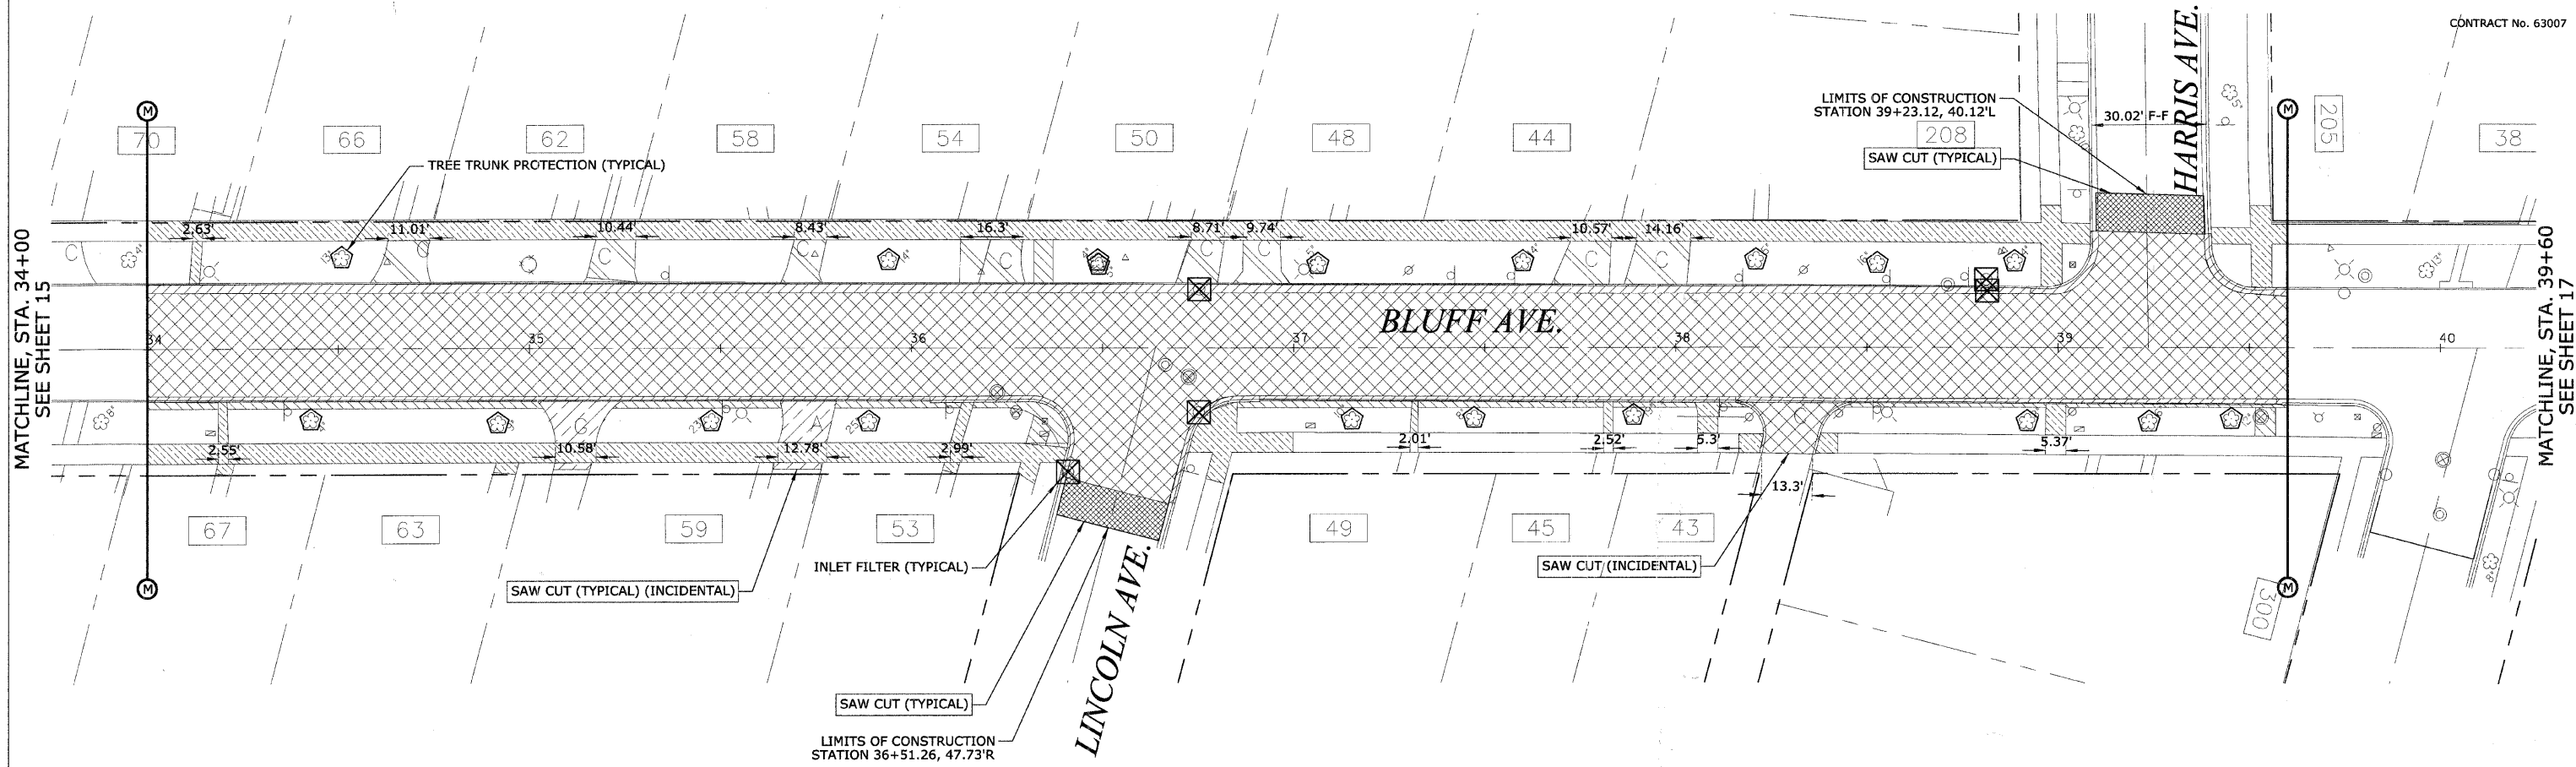 CONTRACT No. 63007
HARRIS AVE.
LIMITS OF CONSTRUCTION
STATION 39+23.12, 40.12'L
30.02' F-F
SAW CUT (TYPICAL)
70
66
62
58
54
50
48
44
208
205
38
TREE TRUNK PROTECTION (TYPICAL)
MATCHLINE, STA. 34+00
SEE SHEET 15
M
M
2.63'
11.01'
10.44'
8.43'
16.3'
8.71'
9.74'
10.57'
14.16'
C
C
C
C
C
C
C
C
BLUFF AVE.
34
35
36
37
38
39
40
MATCHLINE, STA. 39+60
SEE SHEET 17
G
A
C
2.55'
10.58'
12.78'
2.99'
2.01'
2.52'
5.3'
5.37'
13.3'
67
63
59
53
49
45
43
300
INLET FILTER (TYPICAL)
SAW CUT (TYPICAL) (INCIDENTAL)
SAW CUT (INCIDENTAL)
M
M
LINCOLN AVE.
SAW CUT (TYPICAL)
LIMITS OF CONSTRUCTION
STATION 36+51.26, 47.73'R